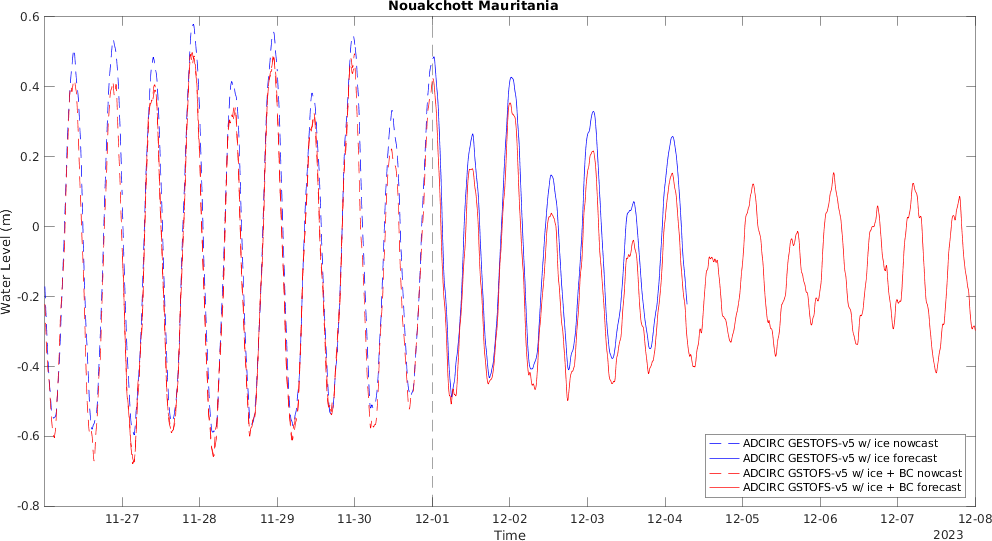 Nouakchott Mauritania
0.6
0.4
0.2
0
-0.2
-0.4
-0.6
-0.8
Water Level (m)
11-27 11-28 11-29 11-30 12-01 12-02 12-03 12-04 12-05 12-06 12-07 12-08
Time
2023
ADCIRC GESTOFS-v5 w/ ice nowcast
ADCIRC GESTOFS-v5 w/ ice forecast
ADCIRC GSTOFS-v5 w/ ice + BC nowcast
ADCIRC GSTOFS-v5 w/ ice + BC forecast